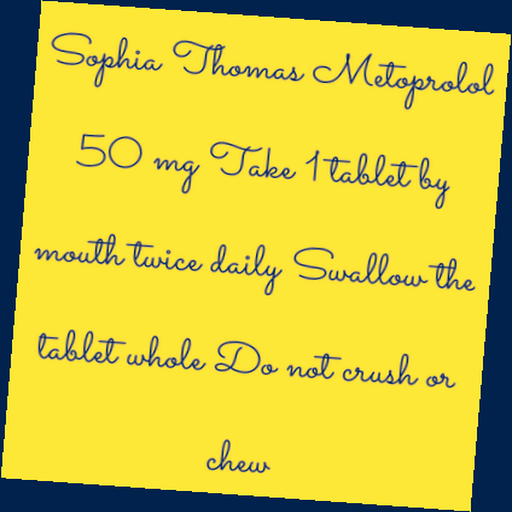 Sophia Thomas Metoprolol
50 mg Take 1 tablet by
mouth twice daily Swallow the
tablet whole Do not crush or
chew